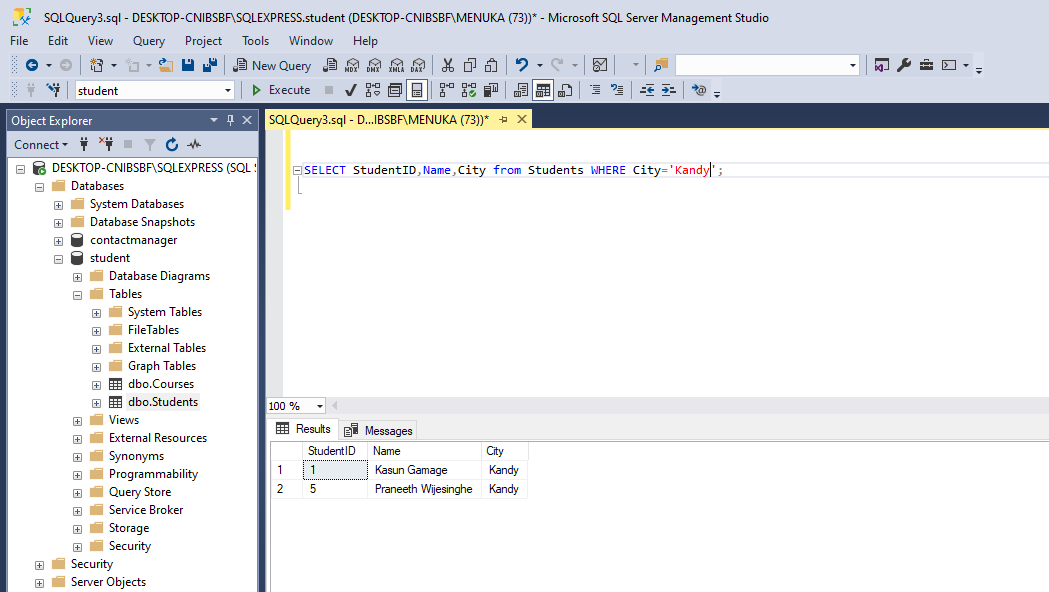 SQLQuery3.sql - DESKTOP-CNIBSBF\SQLEXPRESS.student (DESKTOP-CNIBSBF\MENUKA (73))* - Microsoft SQL Server Management Studio
File Edit View Query Project Tools Window Help
New Query MDX DMX XMLA DAX
student Execute
Object Explorer
SQLQuery3.sql - D...IBSBF\MENUKA (73))*
Connect
DESKTOP-CNIBSBF\SQLEXPRESS (SQL S
Databases
System Databases
Database Snapshots
contactmanager
student
Database Diagrams
Tables
System Tables
FileTables
External Tables
Graph Tables
dbo.Courses
dbo.Students
Views
External Resources
Synonyms
Programmability
Query Store
Service Broker
Storage
Security
Security
Server Objects
SELECT StudentID,Name,City from Students WHERE City='Kandy';
100 %
Results Messages
StudentID Name City
1 1 Kasun Gamage Kandy
2 5 Praneeth Wijesinghe Kandy